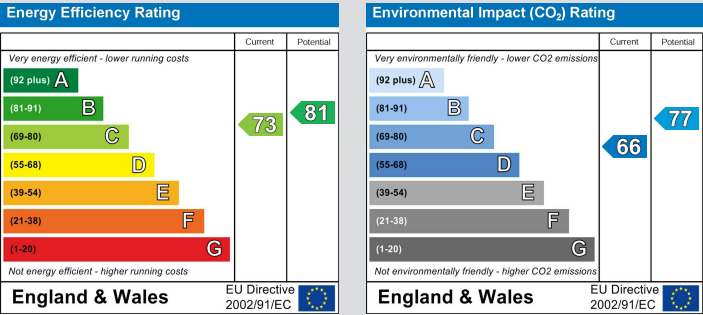 Energy Efficiency Rating
Current Potential
Very energy efficient - lower running costs
(92 plus) A
(81-91) B
(69-80) C
(55-68) D
(39-54) E
(21-38) F
(1-20) G
73
81
Not energy efficient - higher running costs
England & Wales
EU Directive
2002/91/EC
Environmental Impact (CO₂) Rating
Current Potential
Very environmentally friendly - lower CO2 emissions
(92 plus) A
(81-91) B
(69-80) C
(55-68) D
(39-54) E
(21-38) F
(1-20) G
66
77
Not environmentally friendly - higher CO2 emissions
England & Wales
EU Directive
2002/91/EC